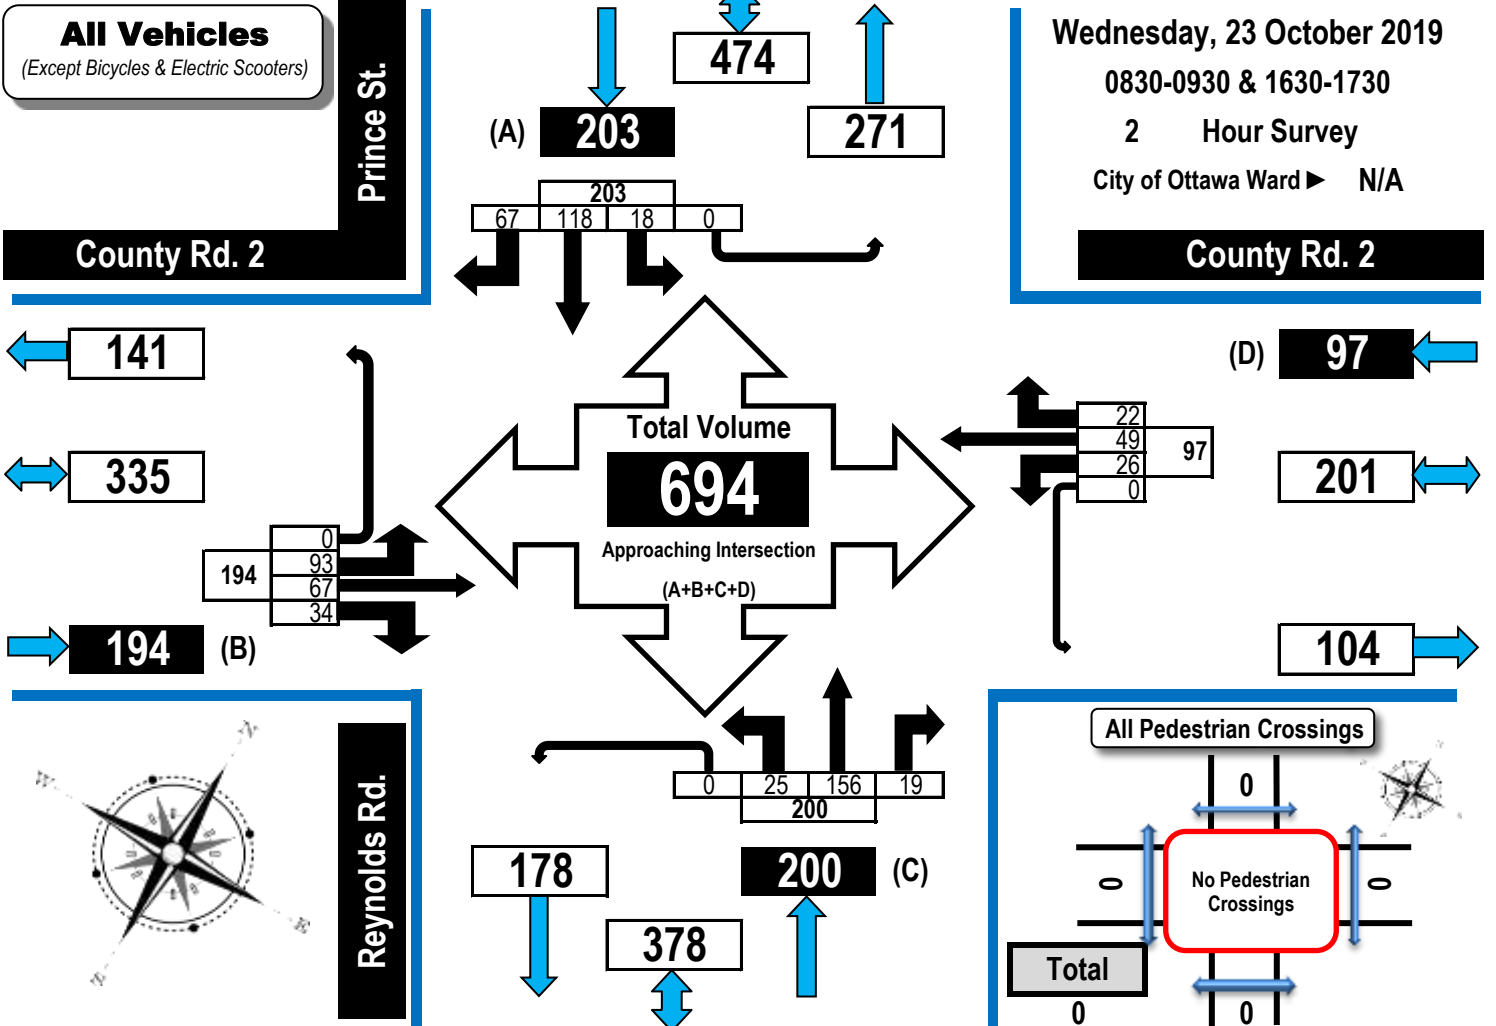 All Vehicles
(Except Bicycles & Electric Scooters)
Prince St.
County Rd. 2
474
203
(A)
271
203
67 118 18 0
Wednesday, 23 October 2019
0830-0930 & 1630-1730
2 Hour Survey
City of Ottawa Ward ► N/A
County Rd. 2
141
335
0
93
67
34
194
194
(B)
Total Volume
694
Approaching Intersection
(A+B+C+D)
(D)
97
22
49
26
0
97
201
104
N
W
E
S
Reynolds Rd.
0 25 156 19
200
178
200
(C)
378
All Pedestrian Crossings
0
0
No Pedestrian
Crossings
0
Total
0
0